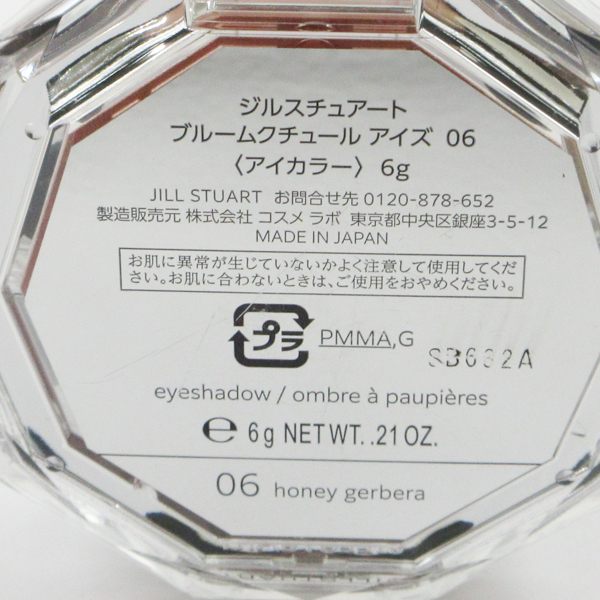 ジルスチュアート
ブルームクチュール アイズ 06
〈アイカラー〉 6g
JILL STUART お問合せ先 0120-878-652
製造販売元 株式会社 コスメ ラボ 東京都中央区銀座3-5-12
MADE IN JAPAN
お肌に異常が生じていないかよく注意して使用してくだ
さい。お肌に合わないときは、ご使用をおやめください。
プラ PMMA,G
SB632A
eyeshadow / ombre à paupières
℮ 6g NET WT. .21 OZ.
06 honey gerbera